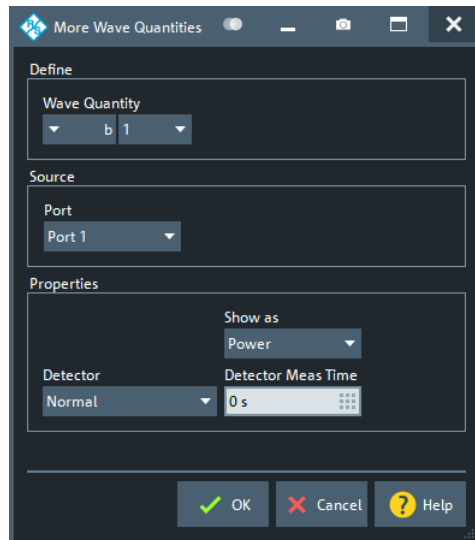 More Wave Quantities
Define
Wave Quantity
b 1
Source
Port
Port 1
Properties
Show as
Power
Detector
Detector Meas Time
Normal
0 s
OK
Cancel
? Help